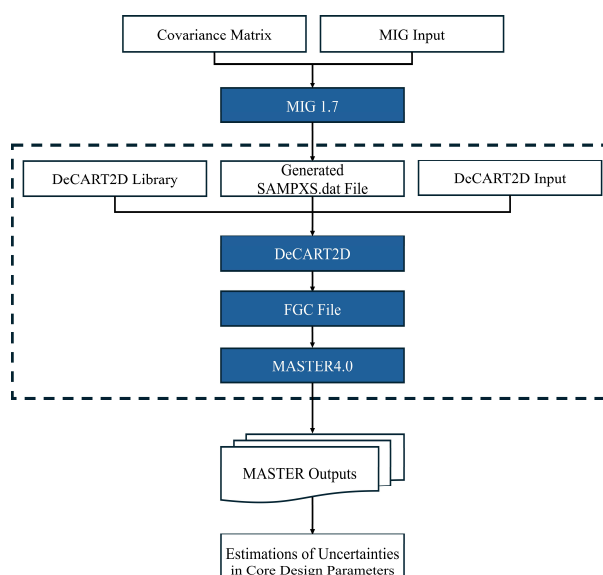 Covariance Matrix
MIG Input
MIG 1.7
DeCART2D Library
Generated
SAMPXS.dat File
DeCART2D Input
DeCART2D
FGC File
MASTER4.0
MASTER Outputs
Estimations of Uncertainties
in Core Design Parameters